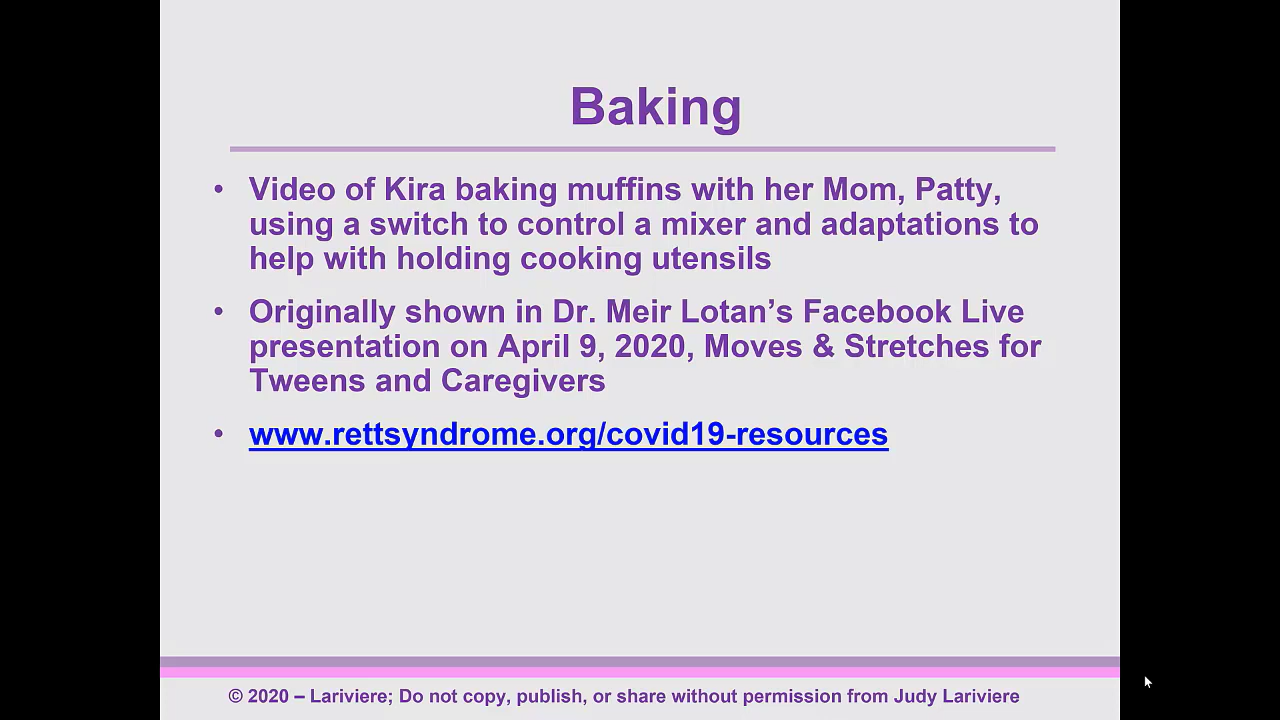 Baking
• Video of Kira baking muffins with her Mom, Patty,
using a switch to control a mixer and adaptations to
help with holding cooking utensils
• Originally shown in Dr. Meir Lotan’s Facebook Live
presentation on April 9, 2020, Moves & Stretches for
Tweens and Caregivers
• www.rettsyndrome.org/covid19-resources
© 2020 – Lariviere; Do not copy, publish, or share without permission from Judy Lariviere